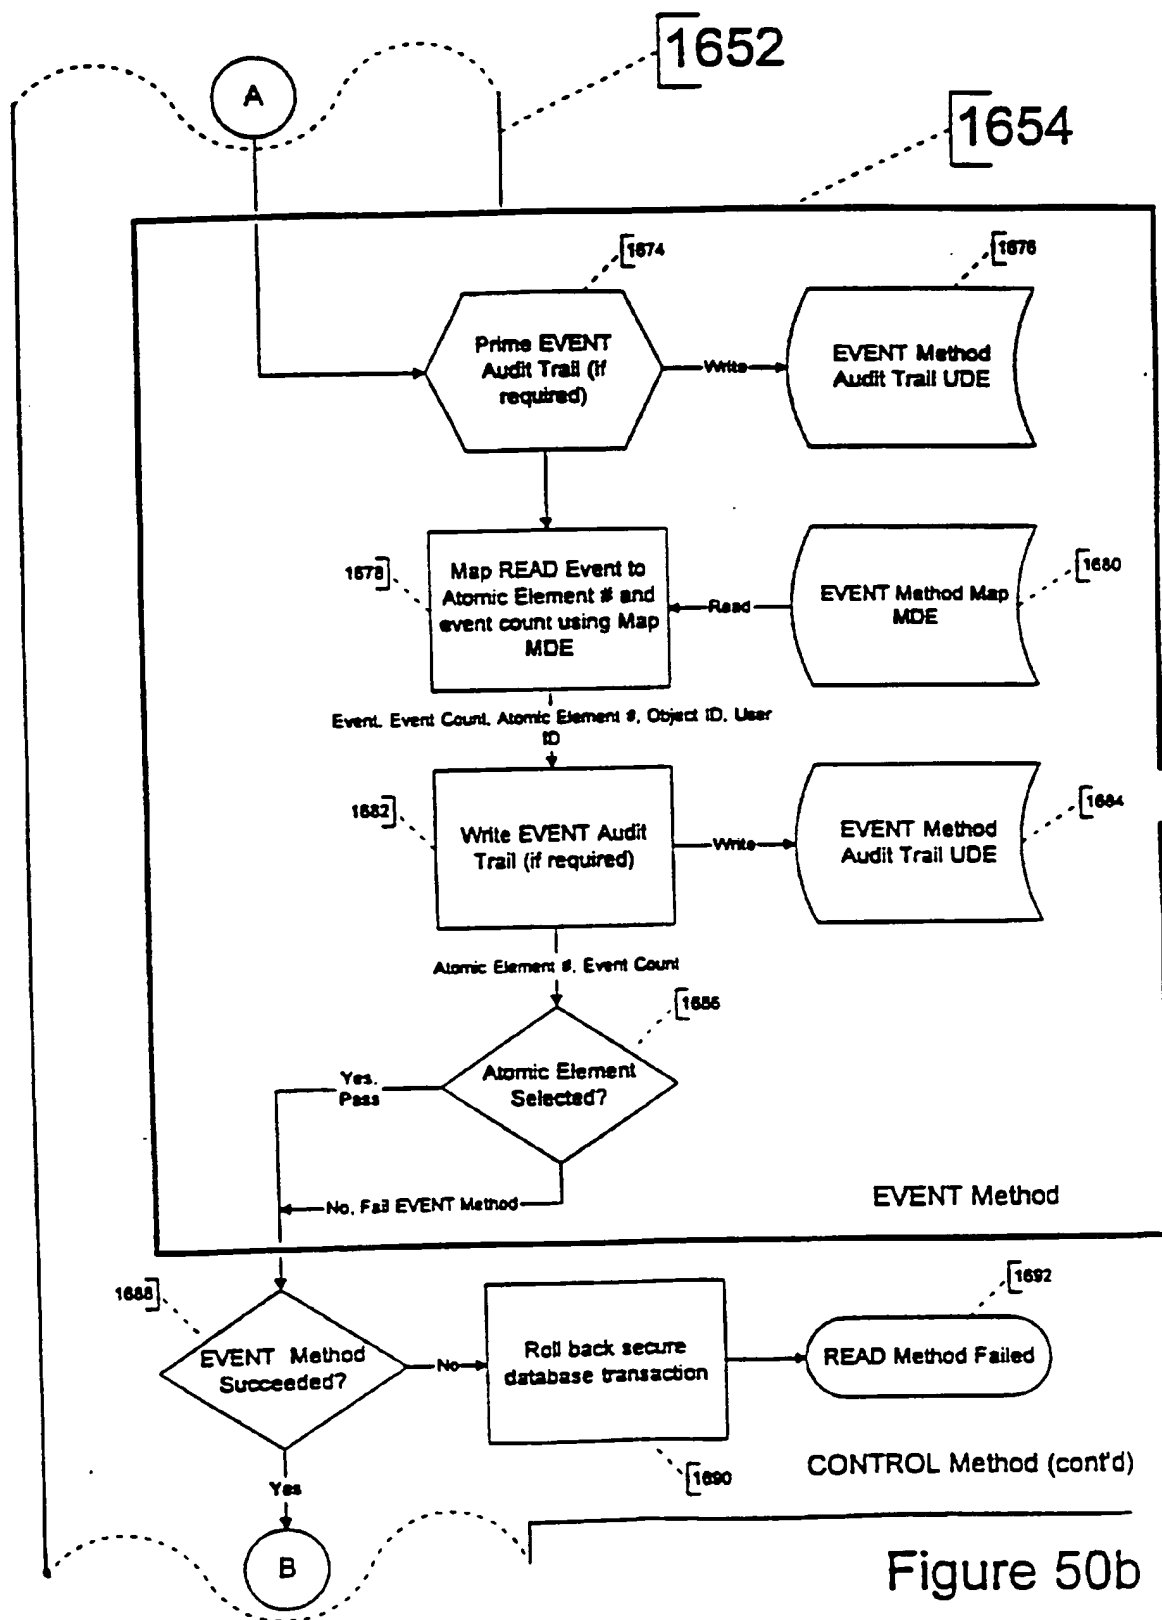 1652
A
1654
1674
1676
Prime EVENT
Audit Trail (if
required)
Write
EVENT Method
Audit Trail UDE
1678
Map READ Event to
Atomic Element # and
event count using Map
MDE
Read
EVENT Method Map
MDE
1680
Event, Event Count, Atomic Element #, Object ID, User
ID
1682
Write EVENT Audit
Trail (if required)
Write
EVENT Method
Audit Trail UDE
1684
Atomic Element #, Event Count
1686
Atomic Element
Selected?
Yes,
Pass
No, Fail EVENT Method
EVENT Method
1688
EVENT Method
Succeeded?
No
Roll back secure
database transaction
1690
1692
READ Method Failed
CONTROL Method (cont'd)
Yes
B
Figure 50b